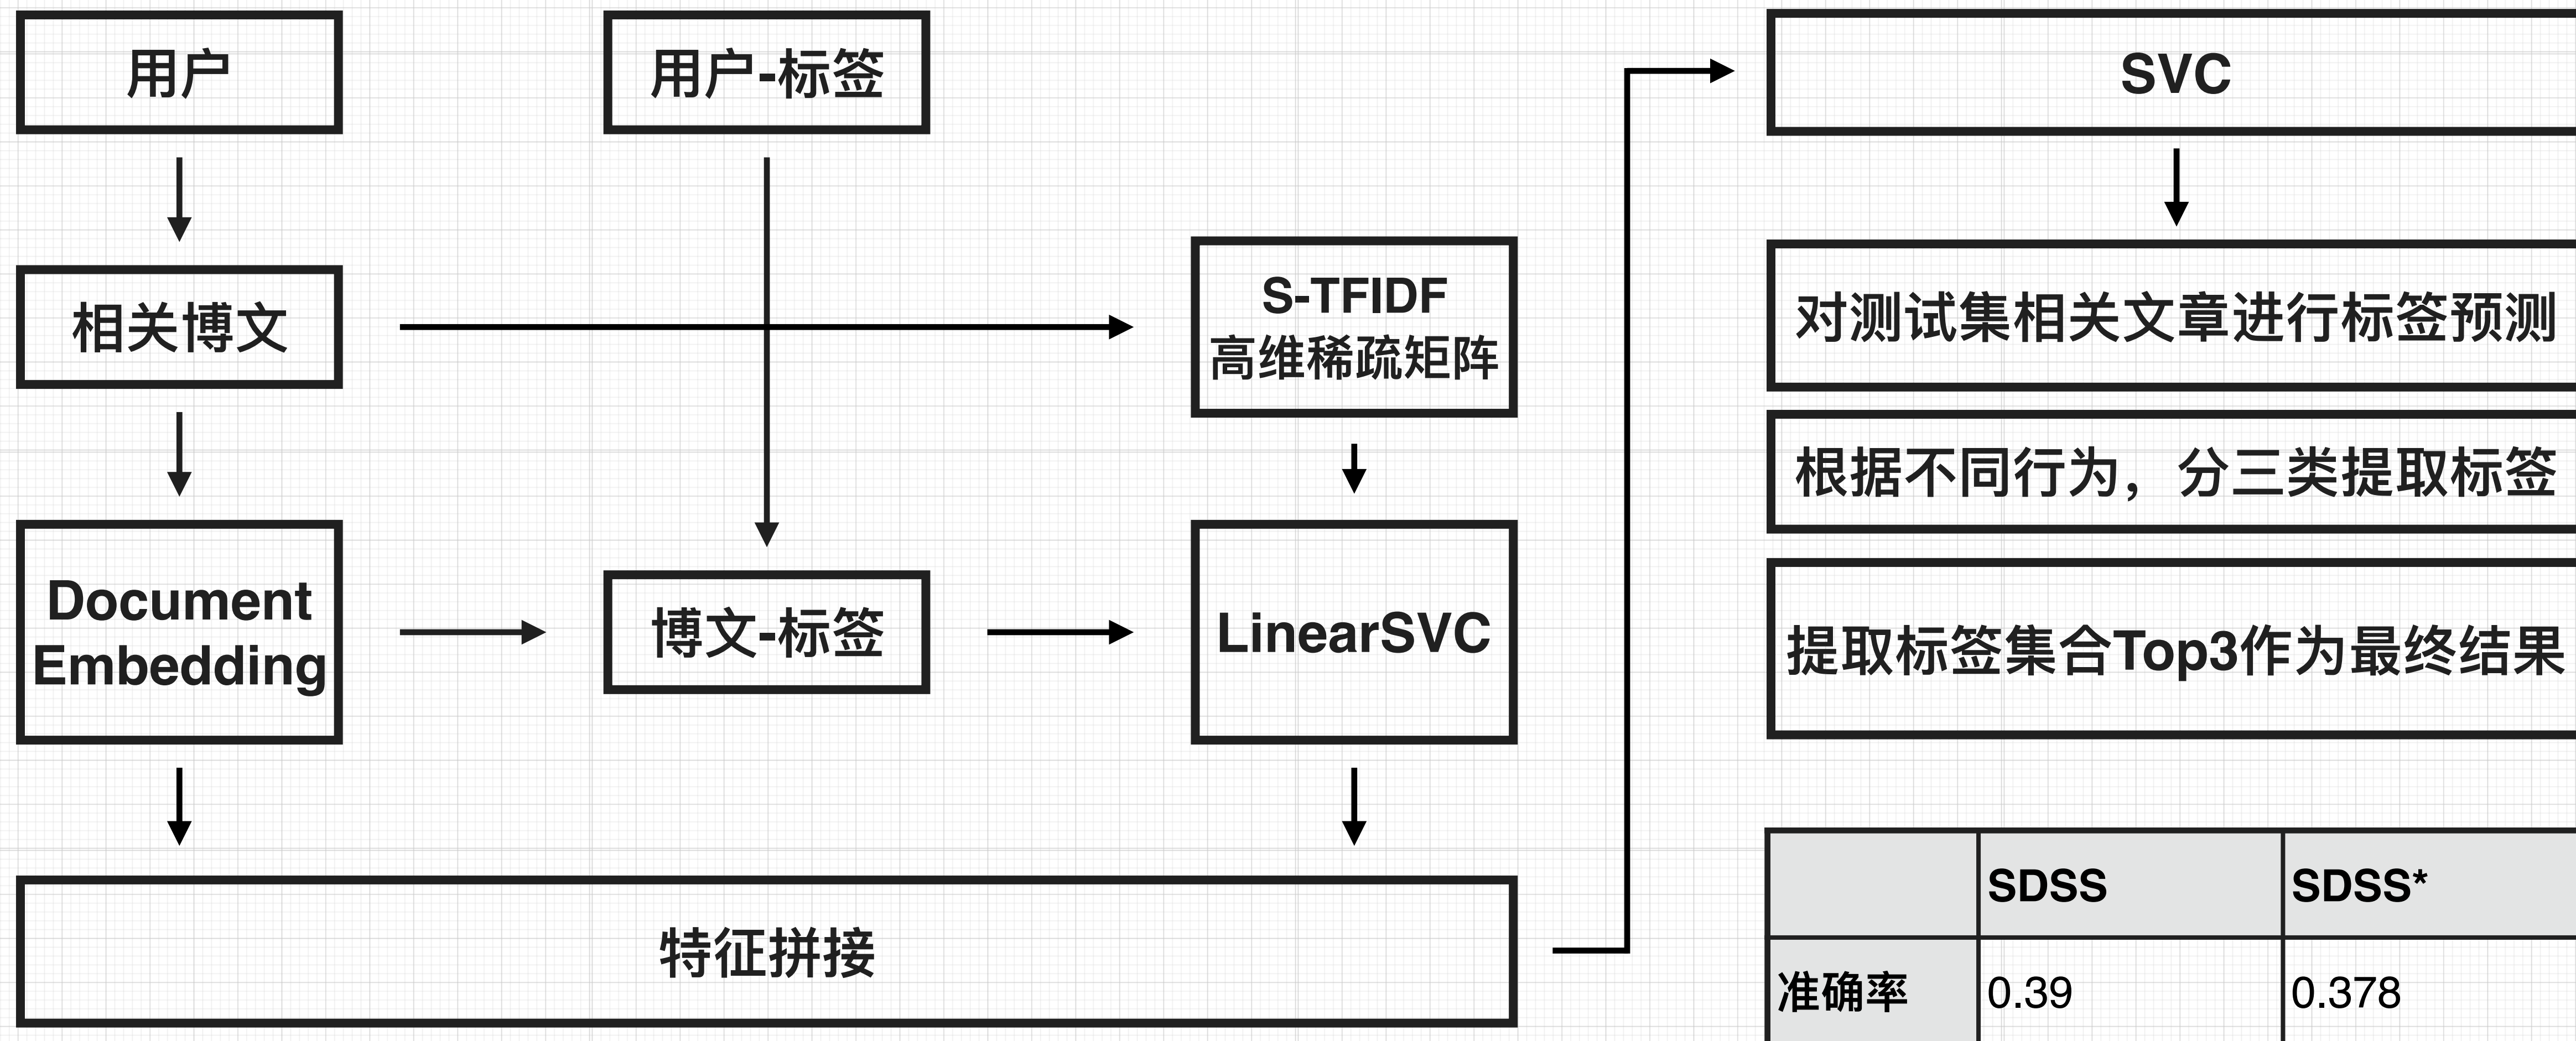 用户
用户-标签
SVC
相关博文
S-TFIDF
高维稀疏矩阵
对测试集相关文章进行标签预测
根据不同行为，分三类提取标签
Document
Embedding
博文-标签
LinearSVC
提取标签集合Top3作为最终结果
特征拼接
SDSS SDSS*
准确率 0.39 0.378